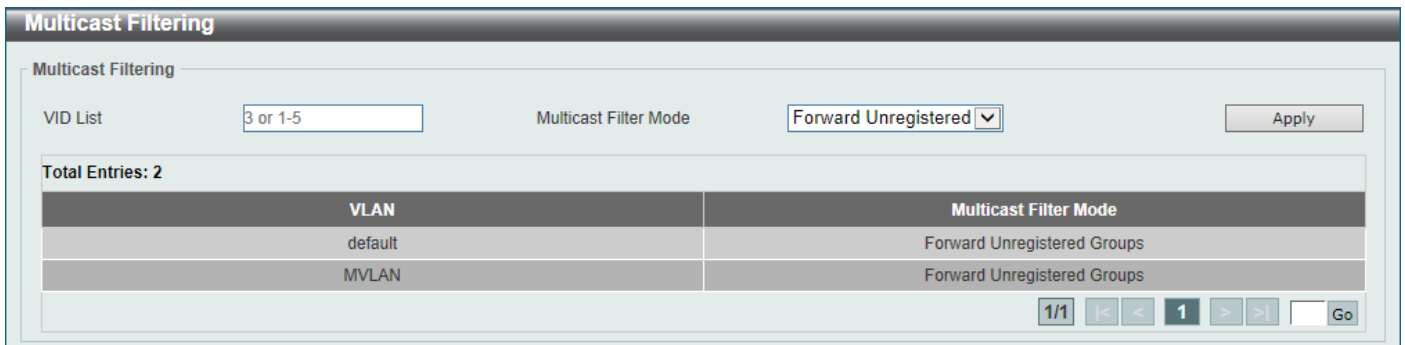 Multicast Filtering
Multicast Filtering
VID List 3 or 1-5 Multicast Filter Mode Forward Unregistered Apply
Total Entries: 2
VLAN Multicast Filter Mode
default Forward Unregistered Groups
MVLAN Forward Unregistered Groups
1/1 |< < 1 > >| Go